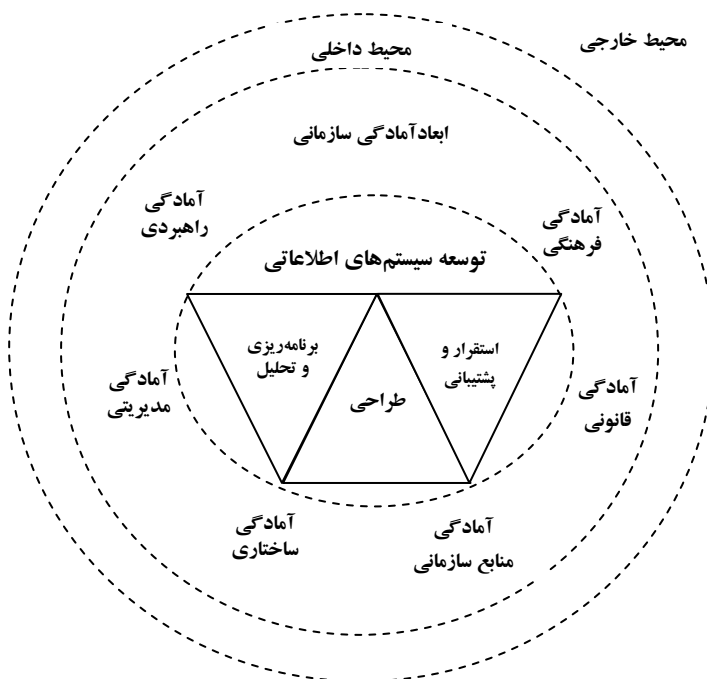 محیط خارجی
محیط داخلی
ابعادآمادگی سازمانی
آمادگی
فرهنگی
آمادگی
راهبردی
توسعه سیستم‌های اطلاعاتی
استقرار و
پشتیبانی
برنامه‌ریزی
و تحلیل
طراحی
آمادگی
قانونی
آمادگی
مدیریتی
آمادگی
منابع سازمانی
آمادگی
ساختاری